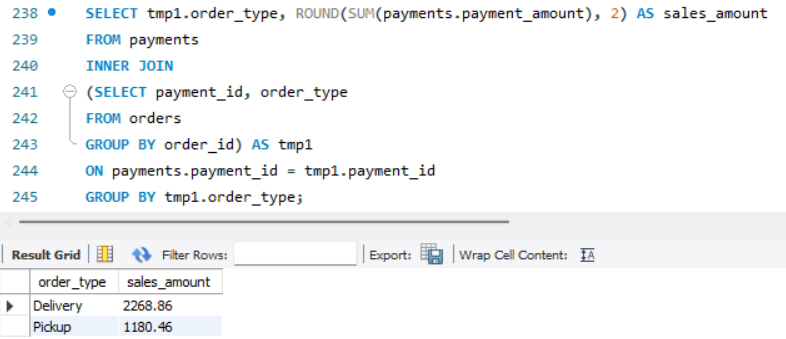 238 SELECT tmp1.order_type, ROUND(SUM(payments.payment_amount), 2) AS sales_amount
239 FROM payments
240 INNER JOIN
241 (SELECT payment_id, order_type
242 FROM orders
243 GROUP BY order_id) AS tmp1
244 ON payments.payment_id = tmp1.payment_id
245 GROUP BY tmp1.order_type;
Result Grid Filter Rows: Export: Wrap Cell Content: IA
order_type sales_amount
Delivery 2268.86
Pickup 1180.46